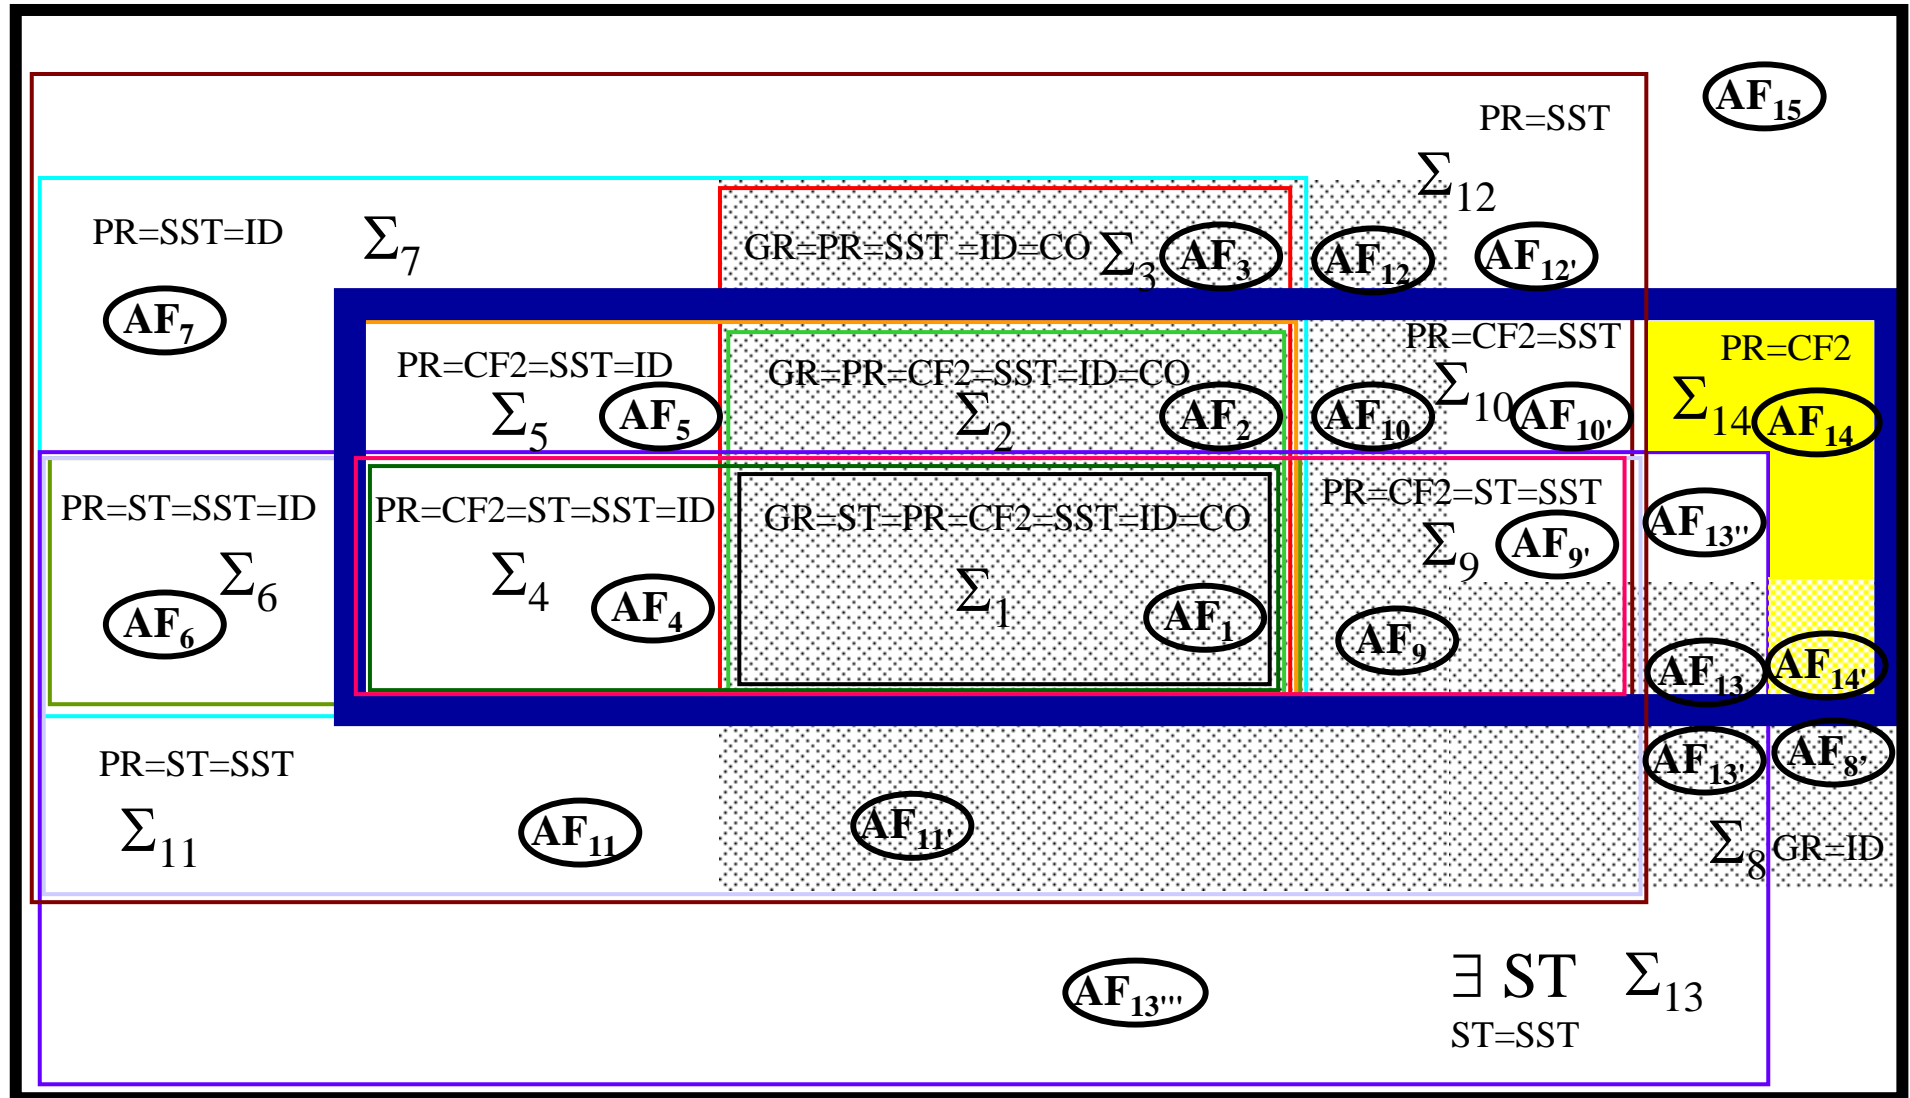 AF15
PR=SST
Σ12
PR=SST=ID
Σ7
GR=PR=SST =ID=CO
Σ3
AF3
AF12
AF12'
AF7
PR=CF2=SST=ID
Σ5
AF5
GR=PR=CF2=SST=ID=CO
Σ2
AF2
AF10
PR=CF2=SST
Σ10
AF10'
PR=CF2
Σ14
AF14
PR=ST=SST=ID
Σ6
AF6
PR=CF2=ST=SST=ID
Σ4
AF4
GR=ST=PR=CF2=SST=ID=CO
Σ1
AF1
PR=CF2=ST=SST
Σ9
AF9'
AF9
AF13''
AF13
AF14'
PR=ST=SST
Σ11
AF11
AF11'
AF13'
AF8'
Σ8
GR=ID
AF13'''
∃ ST Σ13
ST=SST